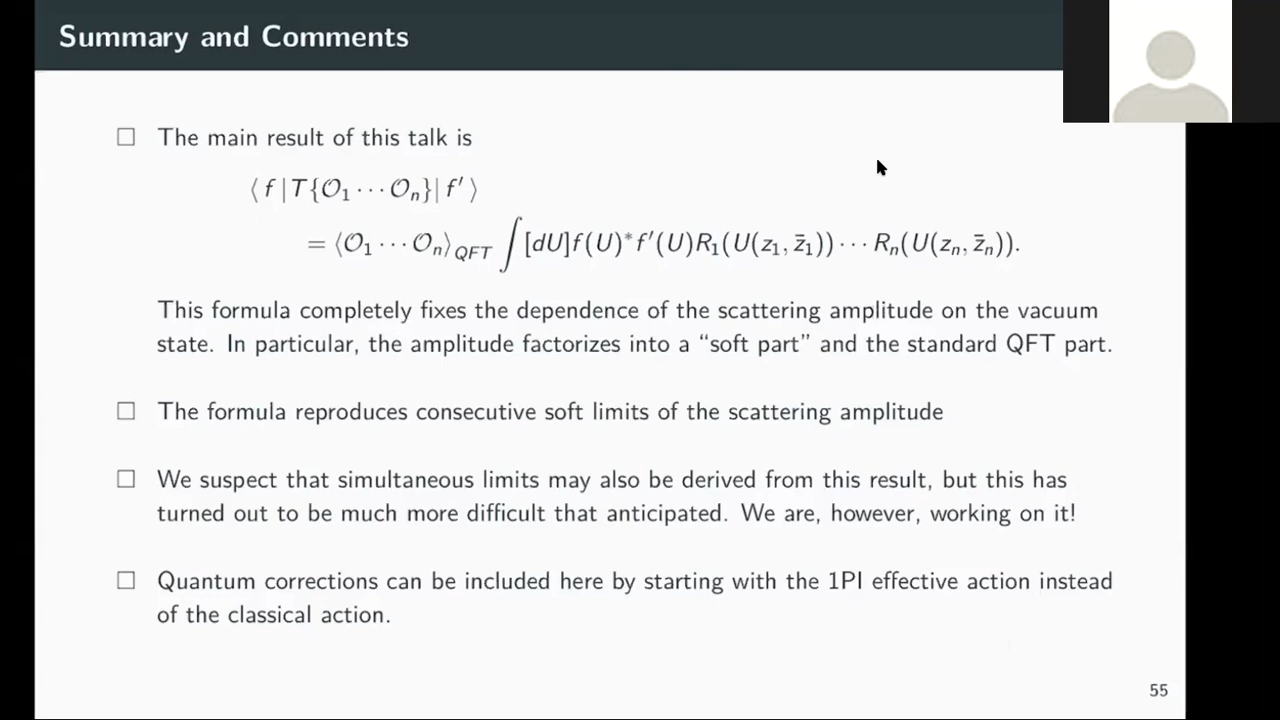 Summary and Comments
□ The main result of this talk is
⟨ f | T{𝒪₁ ⋯ 𝒪ₙ} | f′ ⟩
= ⟨𝒪₁ ⋯ 𝒪ₙ⟩_QFT ∫ [dU] f(U)* f′(U) R₁(U(z₁, z̄₁)) ⋯ Rₙ(U(zₙ, z̄ₙ)).
This formula completely fixes the dependence of the scattering amplitude on the vacuum
state. In particular, the amplitude factorizes into a “soft part” and the standard QFT part.
□ The formula reproduces consecutive soft limits of the scattering amplitude
□ We suspect that simultaneous limits may also be derived from this result, but this has
turned out to be much more difficult that anticipated. We are, however, working on it!
□ Quantum corrections can be included here by starting with the 1PI effective action instead
of the classical action.
55